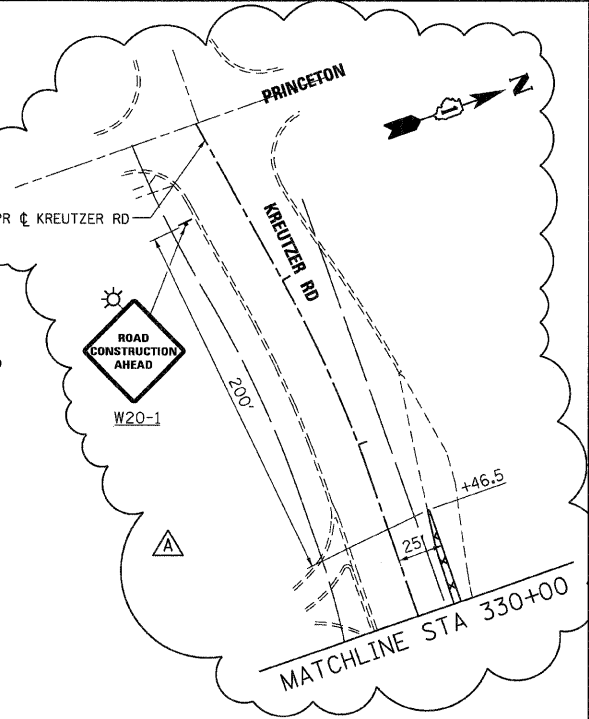 PRINCETON
N
PR ℄ KREUTZER RD
KREUTZER RD
ROAD
CONSTRUCTION
AHEAD
W20-1
200'
+46.5
A
25'
MATCHLINE STA 330+00